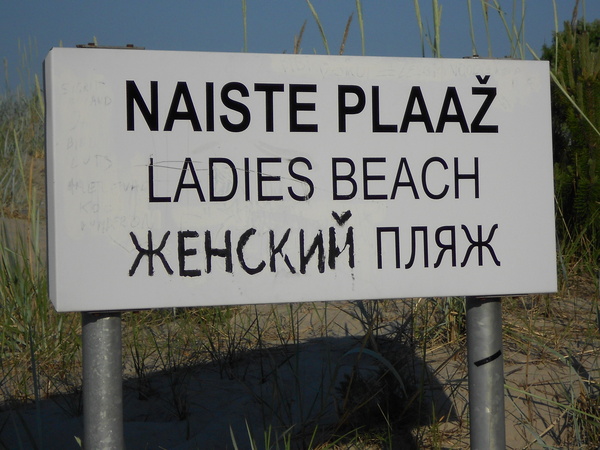 NAISTE PLAAŽ
LADIES BEACH
ЖЕНСКИЙ ПЛЯЖ